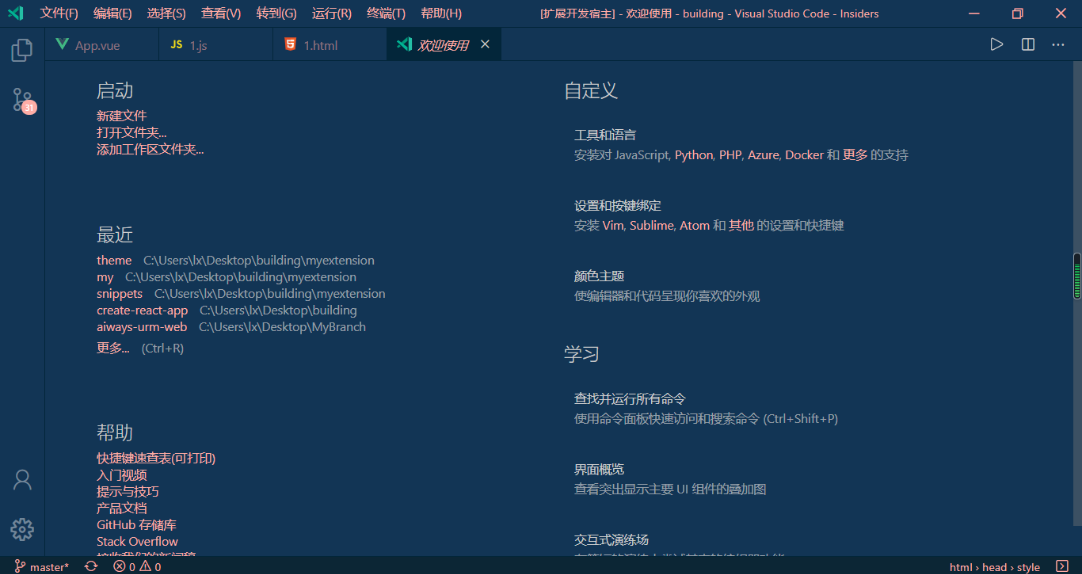 文件(F) 编辑(E) 选择(S) 查看(V) 转到(G) 运行(R) 终端(T) 帮助(H) [扩展开发宿主] - 欢迎使用 - building - Visual Studio Code - Insiders
App.vue JS 1.js 1.html 欢迎使用
31
启动
新建文件
打开文件夹...
添加工作区文件夹...
最近
theme C:\Users\lx\Desktop\building\myextension
my C:\Users\lx\Desktop\building\myextension
snippets C:\Users\lx\Desktop\building\myextension
create-react-app C:\Users\lx\Desktop\building
aiways-urm-web C:\Users\lx\Desktop\MyBranch
更多... (Ctrl+R)
帮助
快捷键速查表(可打印)
入门视频
提示与技巧
产品文档
GitHub 存储库
Stack Overflow
自定义
工具和语言
安装对 JavaScript, Python, PHP, Azure, Docker 和 更多 的支持
设置和按键绑定
安装 Vim, Sublime, Atom 和 其他 的设置和快捷键
颜色主题
使编辑器和代码呈现你喜欢的外观
学习
查找并运行所有命令
使用命令面板快速访问和搜索命令 (Ctrl+Shift+P)
界面概览
查看突出显示主要 UI 组件的叠加图
交互式演练场
master* 0 0 html › head › style